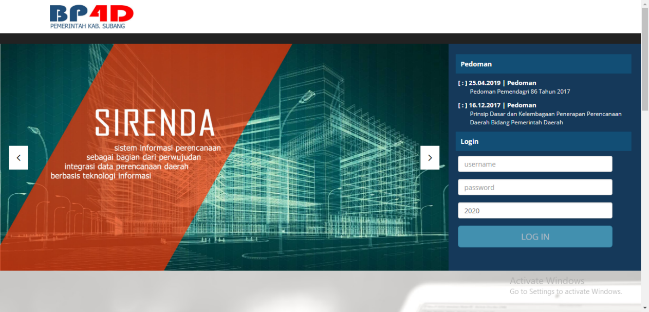 BP4D
PEMERINTAH KAB. SUBANG
SIRENDA
sistem informasi perencanaan
sebagai bagian dari perwujudan
integrasi data perencanaan daerah
berbasis teknologi informasi
Pedoman
[ : ] 25.04.2019 | Pedoman
Pedoman Pemendagri 86 Tahun 2017
[ : ] 16.12.2017 | Pedoman
Prinsip Dasar dan Kelembagaan Penerapan Perencanaan
Daerah Bidang Pemerintah Daerah
Login
username
password
2020
LOG IN
Activate Windows
Go to Settings to activate Windows.